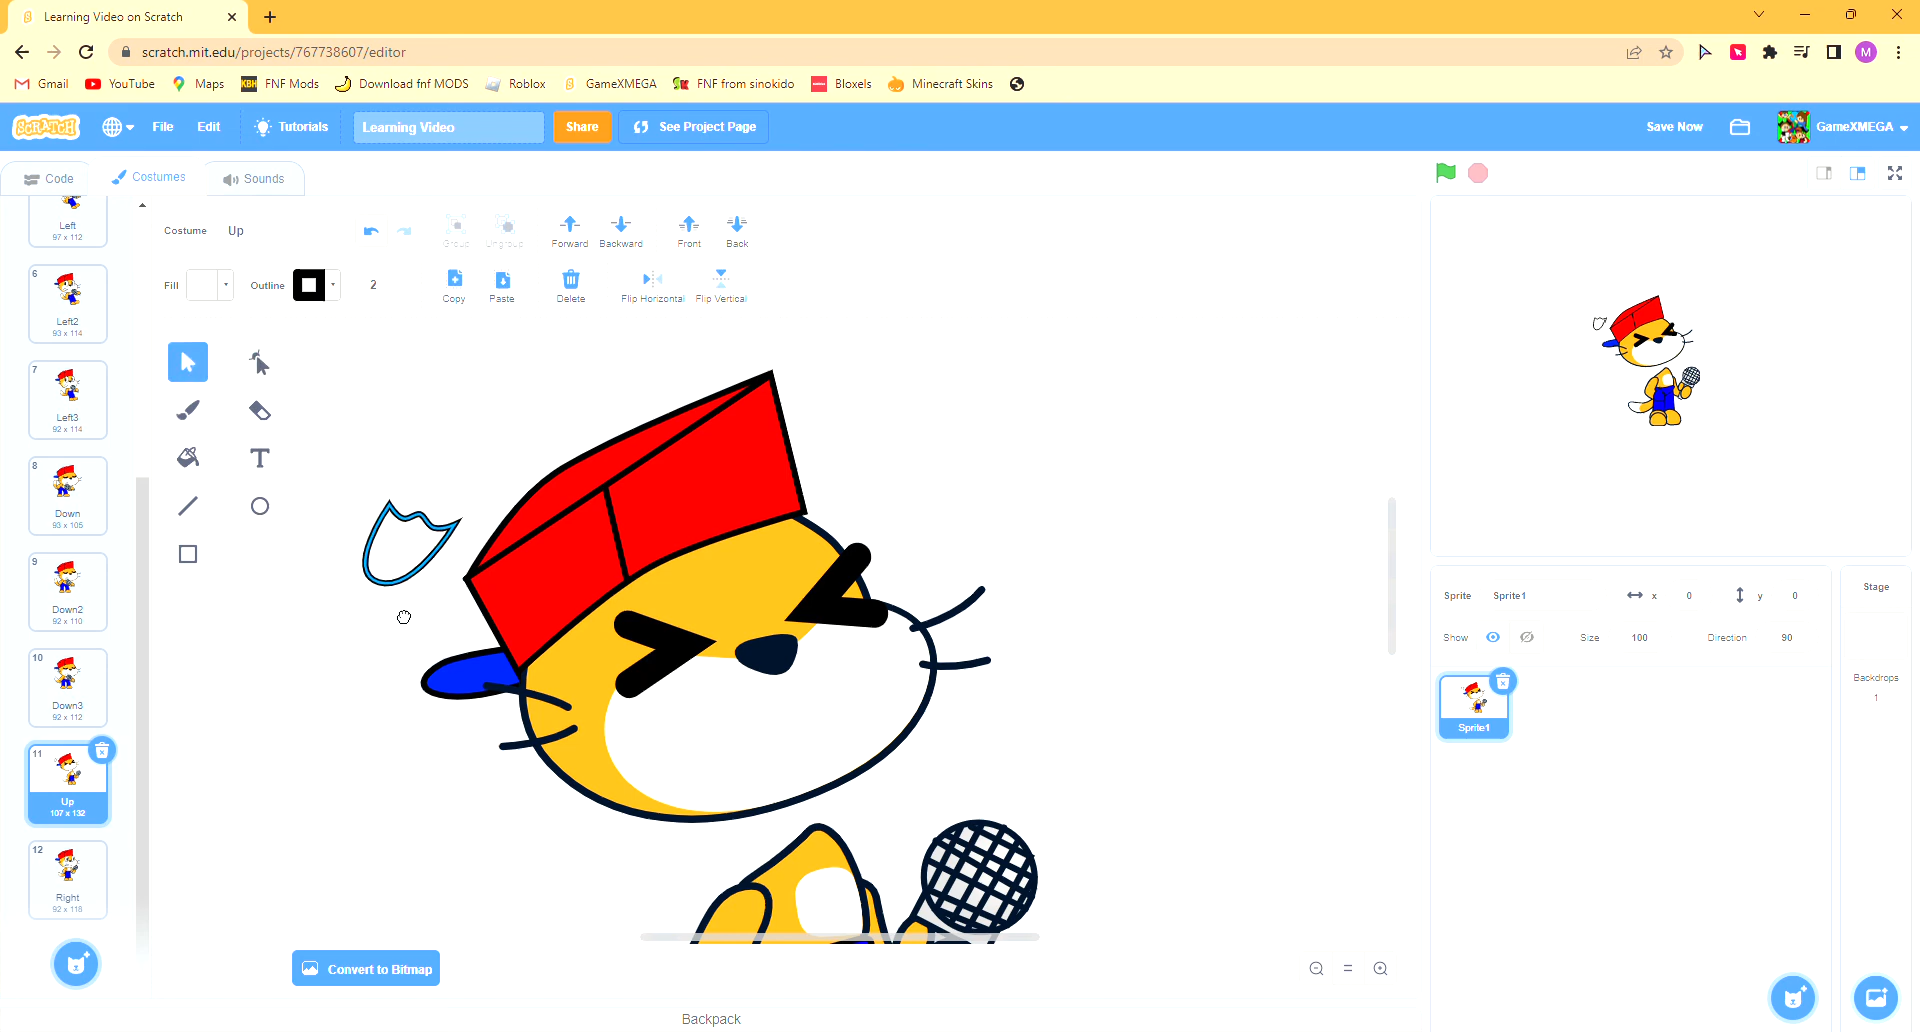 Learning Video on Scratch
scratch.mit.edu/projects/767738607/editor
M
Gmail YouTube Maps KBH FNF Mods Download fnf MODS Roblox GameXMEGA FNF from sinokido Bloxels Minecraft Skins
SCRATCH File Edit Tutorials Learning Video Share See Project Page Save Now GameXMEGA
Code Costumes Sounds
Left
97 x 112
6
Left2
93 x 114
7
Left3
92 x 114
8
Down
93 x 105
9
Down2
92 x 110
10
Down3
92 x 112
11
Up
107 x 132
12
Right
92 x 118
Costume Up Group Ungroup Forward Backward Front Back
Fill Outline 2 Copy Paste Delete Flip Horizontal Flip Vertical
T
Convert to Bitmap
Backpack
Sprite Sprite1 x 0 y 0
Show Size 100 Direction 90
Sprite1
Stage
Backdrops
1